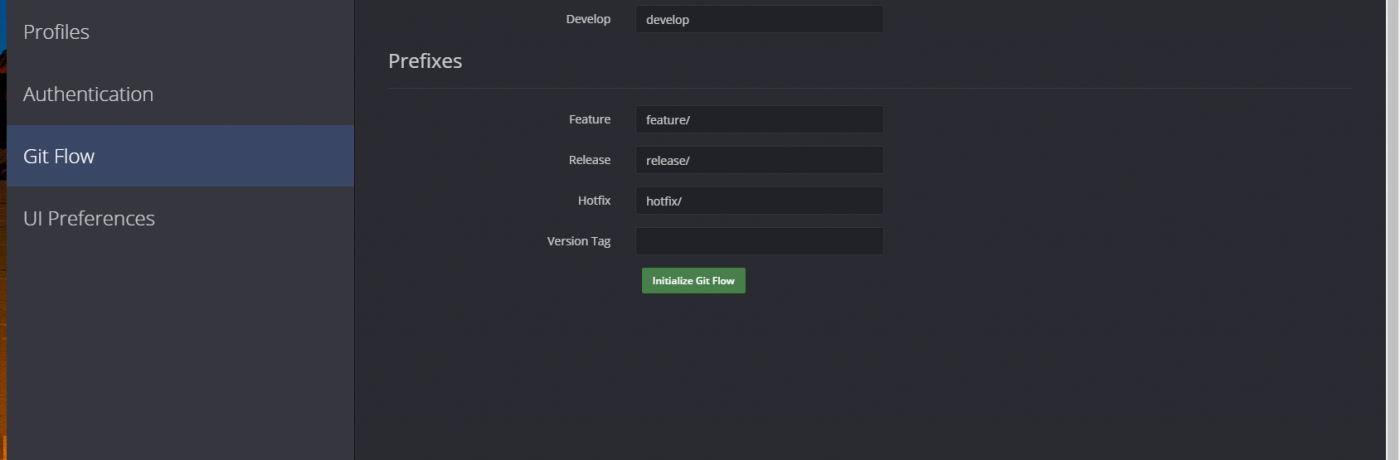 Profiles
Authentication
Git Flow
UI Preferences
Develop develop
Prefixes
Feature feature/
Release release/
Hotfix hotfix/
Version Tag
Initialize Git Flow